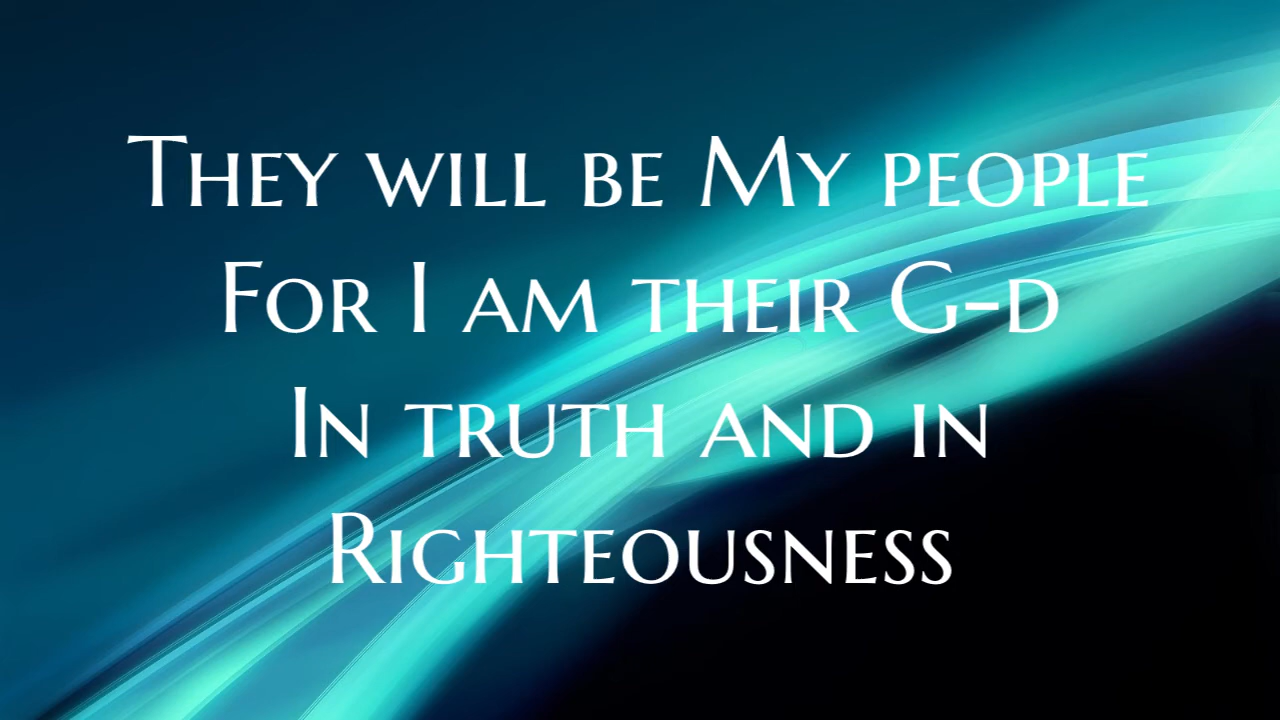 They will be My people
For I am their G-d
In truth and in
Righteousness